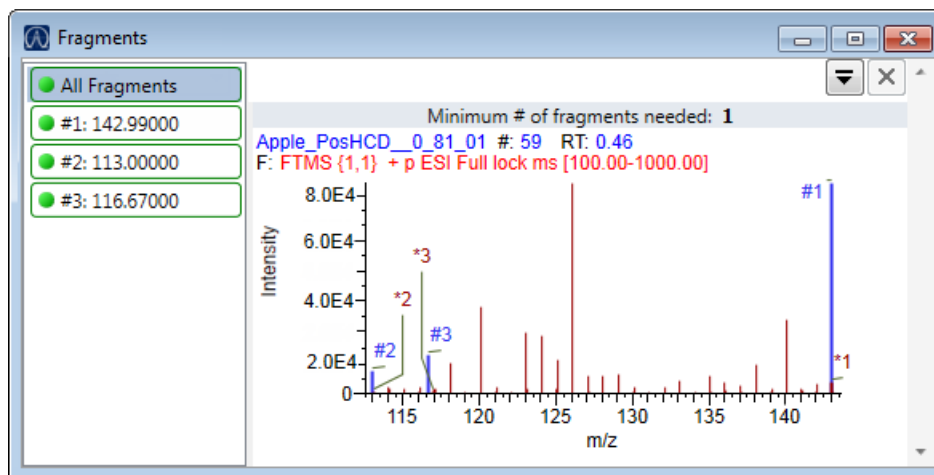 Fragments
All Fragments
#1: 142.99000
#2: 113.00000
#3: 116.67000
Minimum # of fragments needed: 1
Apple_PosHCD__0_81_01 #: 59 RT: 0.46
F: FTMS {1,1} + p ESI Full lock ms [100.00-1000.00]
Intensity
8.0E4
6.0E4
4.0E4
2.0E4
0
#1
*3
*2
#2
#3
*1
115 120 125 130 135 140
m/z